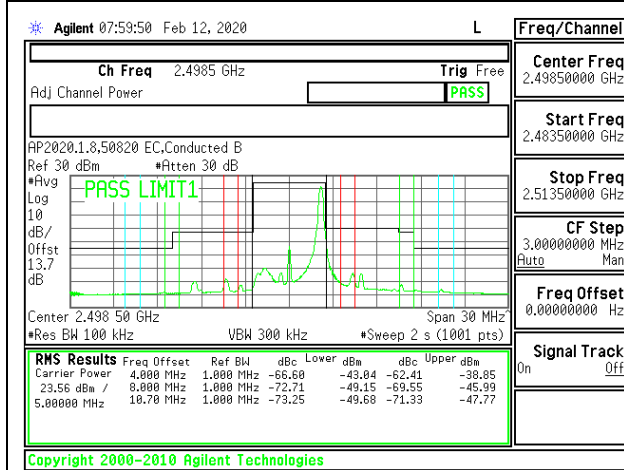 Agilent 07:59:50 Feb 12, 2020 L
Freq/Channel
Ch Freq 2.4985 GHz Trig Free
Adj Channel Power PASS
AP2020.1.8,50820 EC,Conducted B
Ref 30 dBm #Atten 30 dB
#Avg
Log
10
dB/
Offst
13.7
dB
PASS LIMIT1
Center 2.498 50 GHz Span 30 MHz
#Res BW 100 kHz VBW 300 kHz #Sweep 2 s (1001 pts)
RMS Results Freq Offset Ref BW dBc Lower dBm dBc Upper dBm
Carrier Power 4.000 MHz 1.000 MHz -66.60 -43.04 -62.41 -38.85
23.56 dBm / 8.000 MHz 1.000 MHz -72.71 -49.15 -69.55 -45.99
5.00000 MHz 10.70 MHz 1.000 MHz -73.25 -49.68 -71.33 -47.77
Center Freq
2.49850000 GHz
Start Freq
2.48350000 GHz
Stop Freq
2.51350000 GHz
CF Step
3.00000000 MHz
Auto Man
Freq Offset
0.00000000 Hz
Signal Track
On Off
Copyright 2000-2010 Agilent Technologies